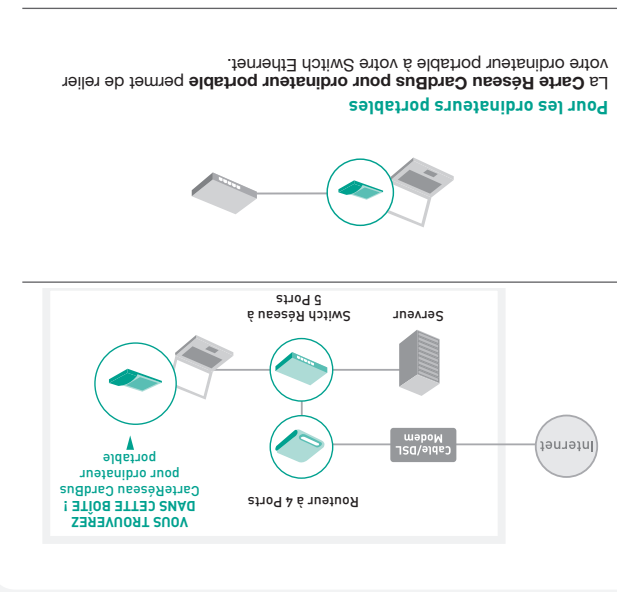 Internet
Cable/DSL
Modem
Routeur à 4 Ports
VOUS TROUVEREZ
DANS CETTE BOÎTE !
CarteRéseauCardBus
pour ordinateur
portable
Serveur
Switch Réseau à
5 Ports
Pour les ordinateurs portables
La Carte Réseau CardBus pour ordinateur portable permet de relier
votre ordinateur portable à votre Switch Ethernet.